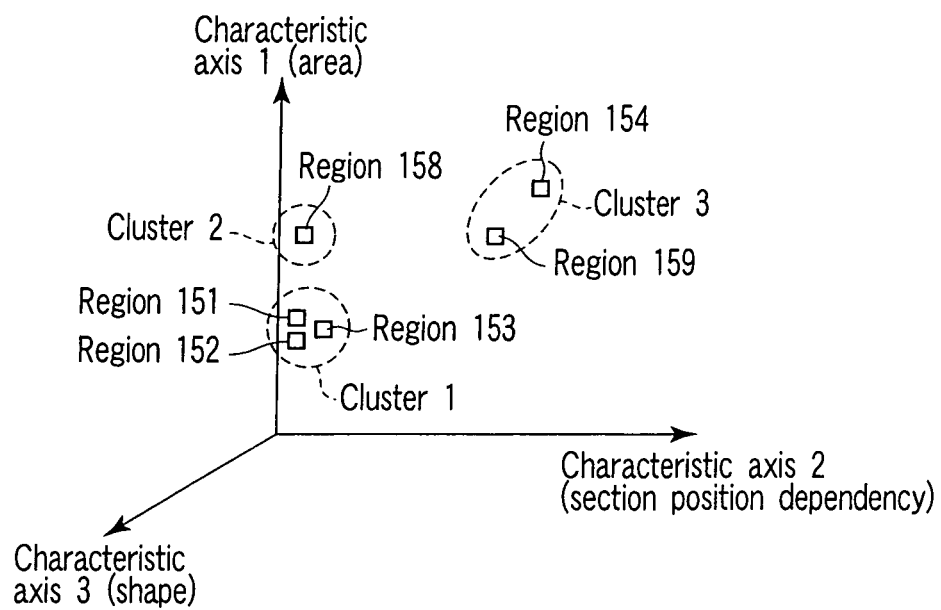 Characteristic
axis 1 (area)
Region 154
Region 158
Cluster 3
Cluster 2
Region 159
Region 151
Region 153
Region 152
Cluster 1
Characteristic axis 2
(section position dependency)
Characteristic
axis 3 (shape)